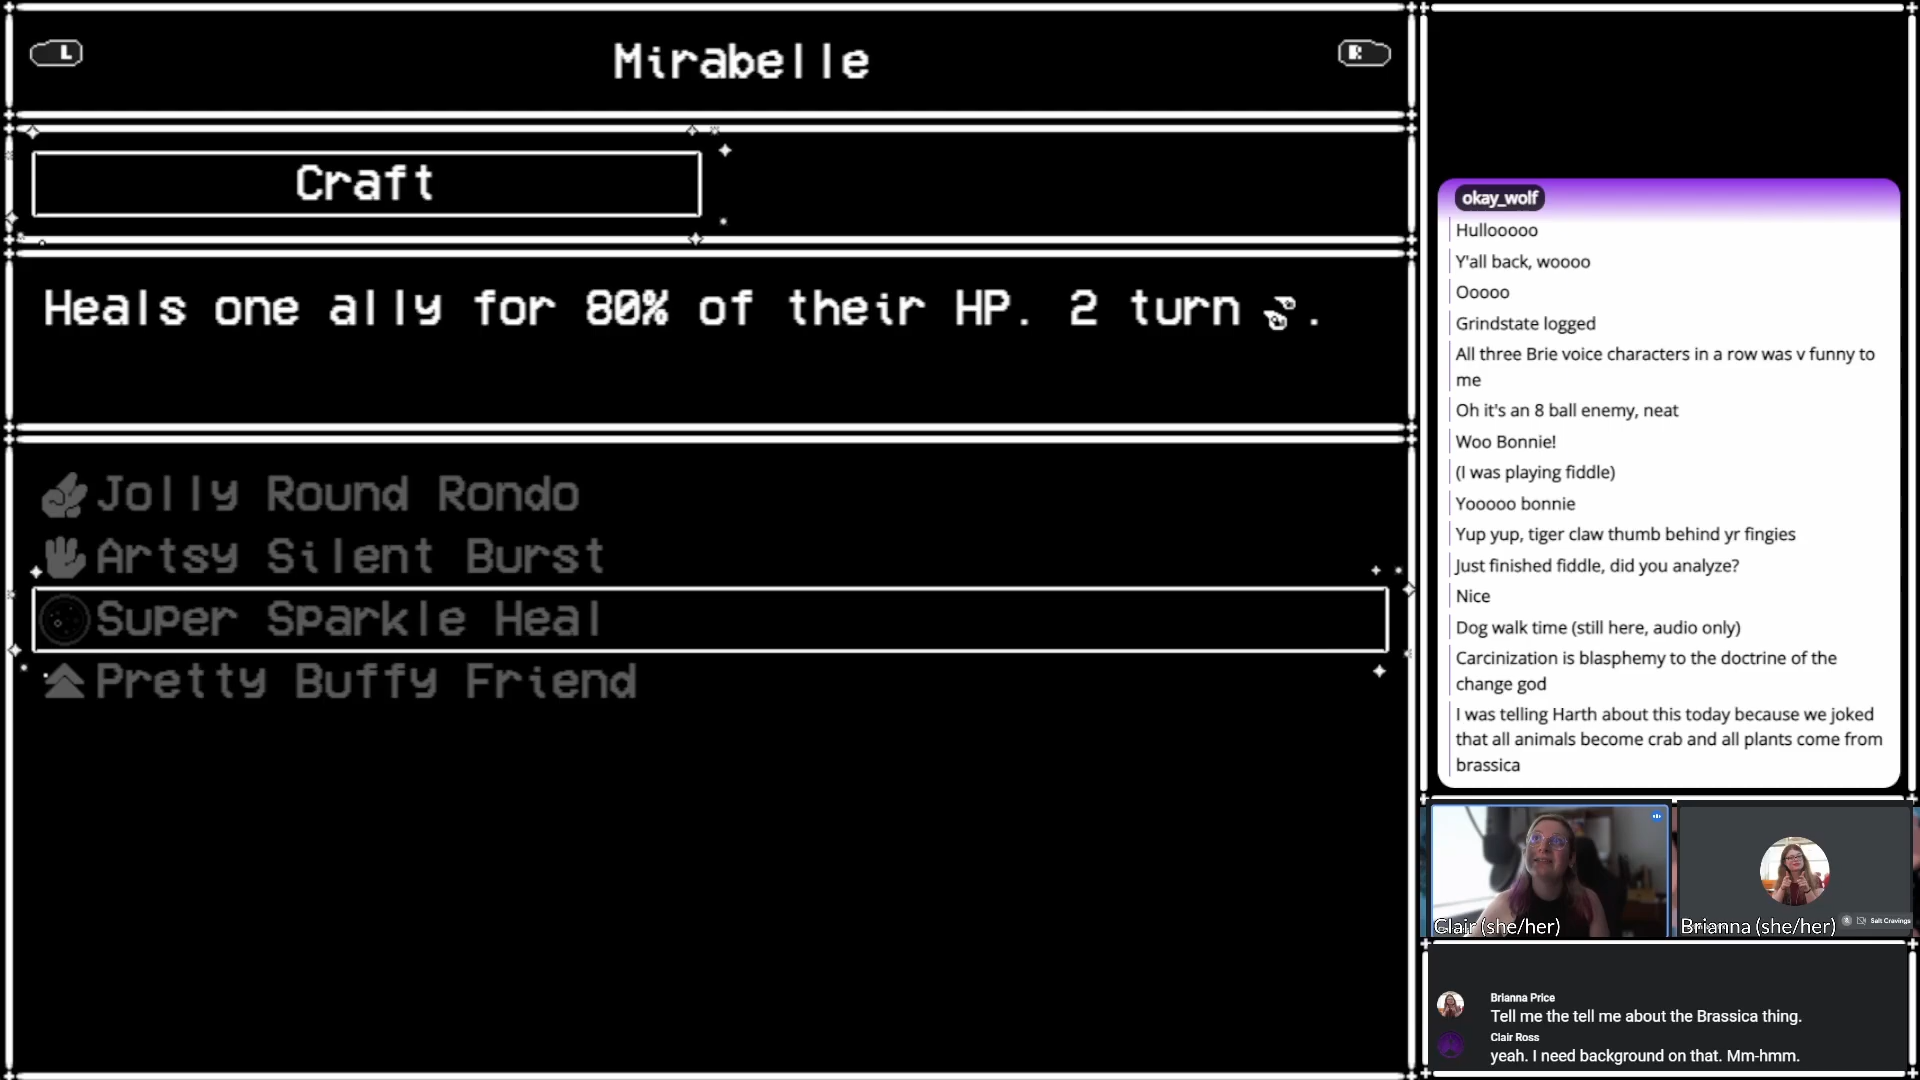 L
Mirabelle
R
Craft
Heals one ally for 80% of their HP. 2 turn .
Jolly Round Rondo
Artsy Silent Burst
Super Sparkle Heal
Pretty Buffy Friend
okay_wolf
Hullooooo
Y'all back, woooo
Ooooo
Grindstate logged
All three Brie voice characters in a row was v funny to
me
Oh it's an 8 ball enemy, neat
Woo Bonnie!
(I was playing fiddle)
Yooooo bonnie
Yup yup, tiger claw thumb behind yr fingies
Just finished fiddle, did you analyze?
Nice
Dog walk time (still here, audio only)
Carcinization is blasphemy to the doctrine of the
change god
I was telling Harth about this today because we joked
that all animals become crab and all plants come from
brassica
Clair (she/her)
Brianna (she/her)
Salt Cravings
Brianna Price
Tell me the tell me about the Brassica thing.
Clair Ross
yeah. I need background on that. Mm-hmm.